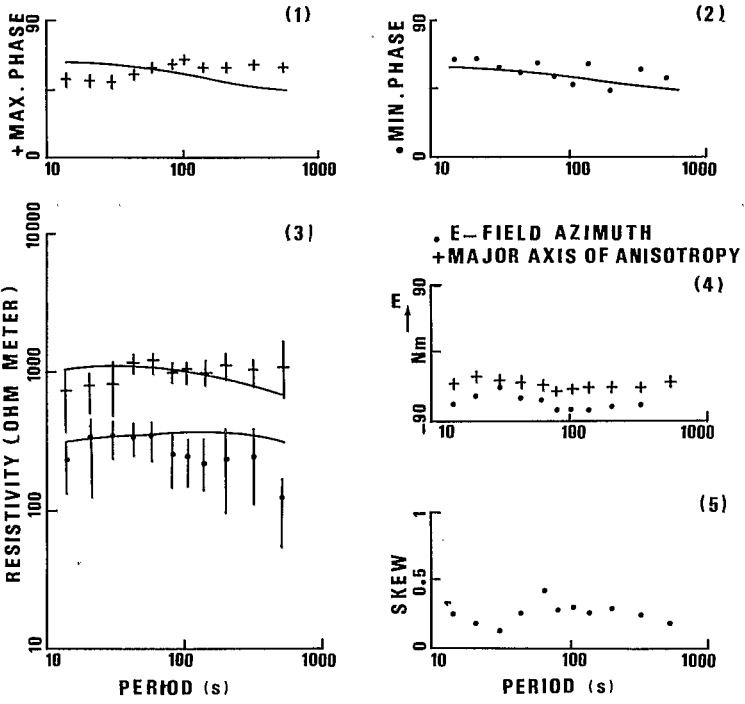 (1)
90
+MAX. PHASE
0
10 100 1000
(2)
90
• MIN. PHASE
0
10 100 1000
(3)
10000
1000
100
10
RESISTIVITY (OHM METER)
10 100 1000
PERIOD (s)
• E-FIELD AZIMUTH
+MAJOR AXIS OF ANISOTROPY
(4)
90
Nm → E
-90
10 100 1000
(5)
1
0.5
0
SKEW
10 100 1000
PERIOD (s)